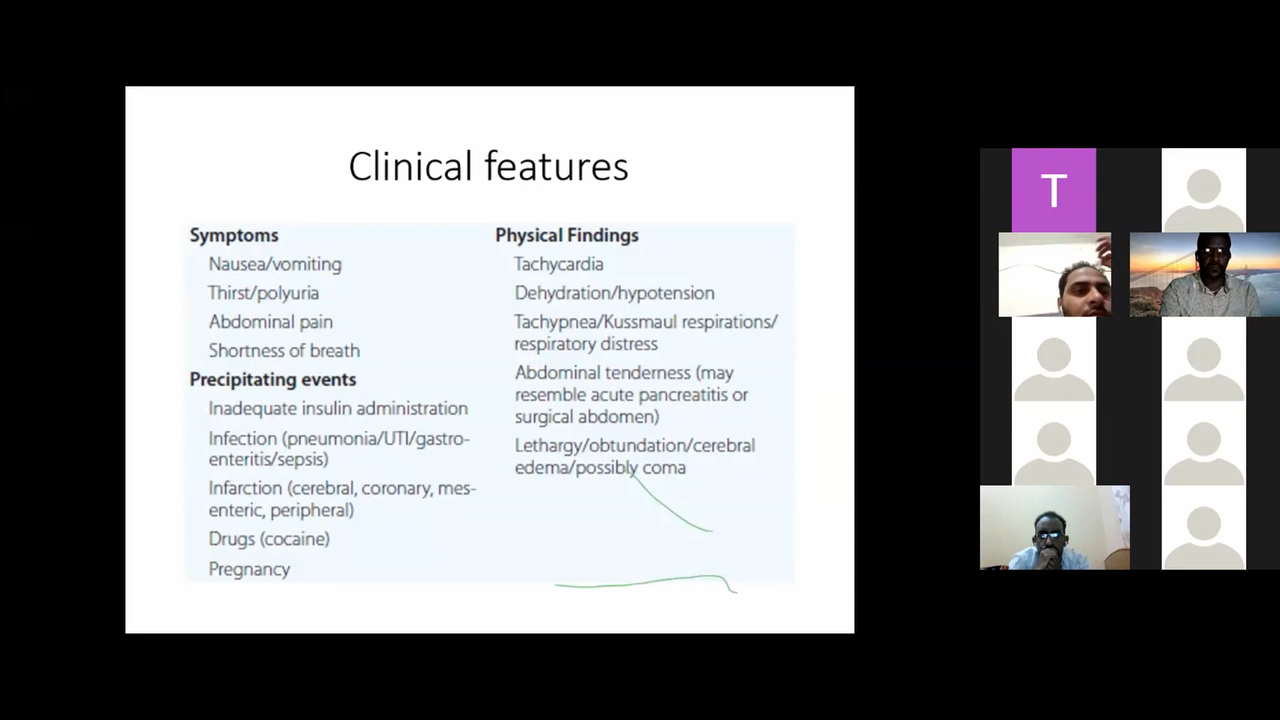 Clinical features
Symptoms
Nausea/vomiting
Thirst/polyuria
Abdominal pain
Shortness of breath
Precipitating events
Inadequate insulin administration
Infection (pneumonia/UTI/gastro-
enteritis/sepsis)
Infarction (cerebral, coronary, mes-
enteric, peripheral)
Drugs (cocaine)
Pregnancy
Physical Findings
Tachycardia
Dehydration/hypotension
Tachypnea/Kussmaul respirations/
respiratory distress
Abdominal tenderness (may
resemble acute pancreatitis or
surgical abdomen)
Lethargy/obtundation/cerebral
edema/possibly coma
T